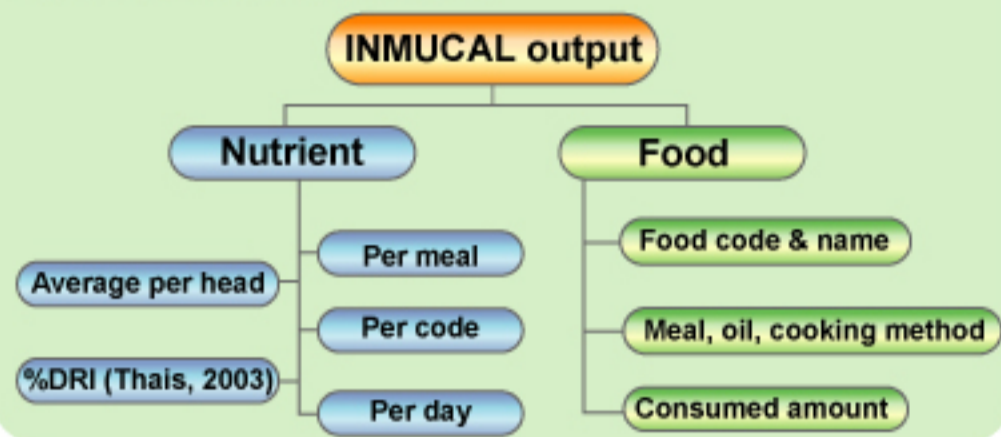 INMUCAL output
Nutrient
Food
Per meal
Average per head
Per code
%DRI (Thais, 2003)
Per day
Food code & name
Meal, oil, cooking method
Consumed amount